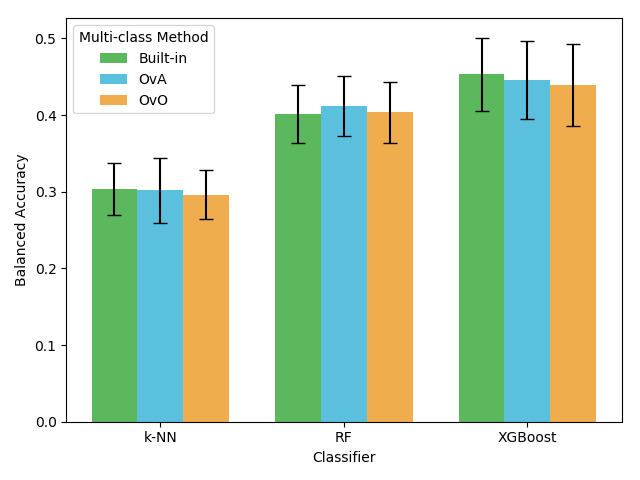 Multi-class Method
Built-in
OvA
OvO
0.5
0.4
0.3
0.2
0.1
0.0
Balanced Accuracy
k-NN
RF
XGBoost
Classifier